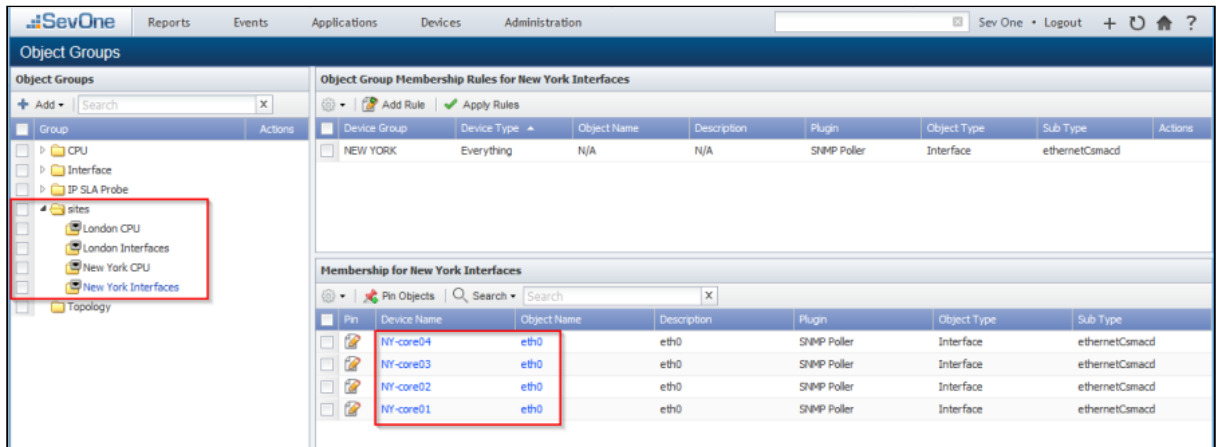 SevOne Reports Events Applications Devices Administration Sev One • Logout + ?
Object Groups
Object Groups
Add Search x
Group Actions
CPU
Interface
IP SLA Probe
sites
London CPU
London Interfaces
New York CPU
New York Interfaces
Topology
Object Group Membership Rules for New York Interfaces
Add Rule Apply Rules
Device Group Device Type Object Name Description Plugin Object Type Sub Type Actions
NEW YORK Everything N/A N/A SNMP Poller Interface ethernetCsmacd
Membership for New York Interfaces
Pin Objects Search Search X
Pin Device Name Object Name Description Plugin Object Type Sub Type
NY-core04 eth0 eth0 SNMP Poller Interface ethernetCsmacd
NY-core03 eth0 eth0 SNMP Poller Interface ethernetCsmacd
NY-core02 eth0 eth0 SNMP Poller Interface ethernetCsmacd
NY-core01 eth0 eth0 SNMP Poller Interface ethernetCsmacd